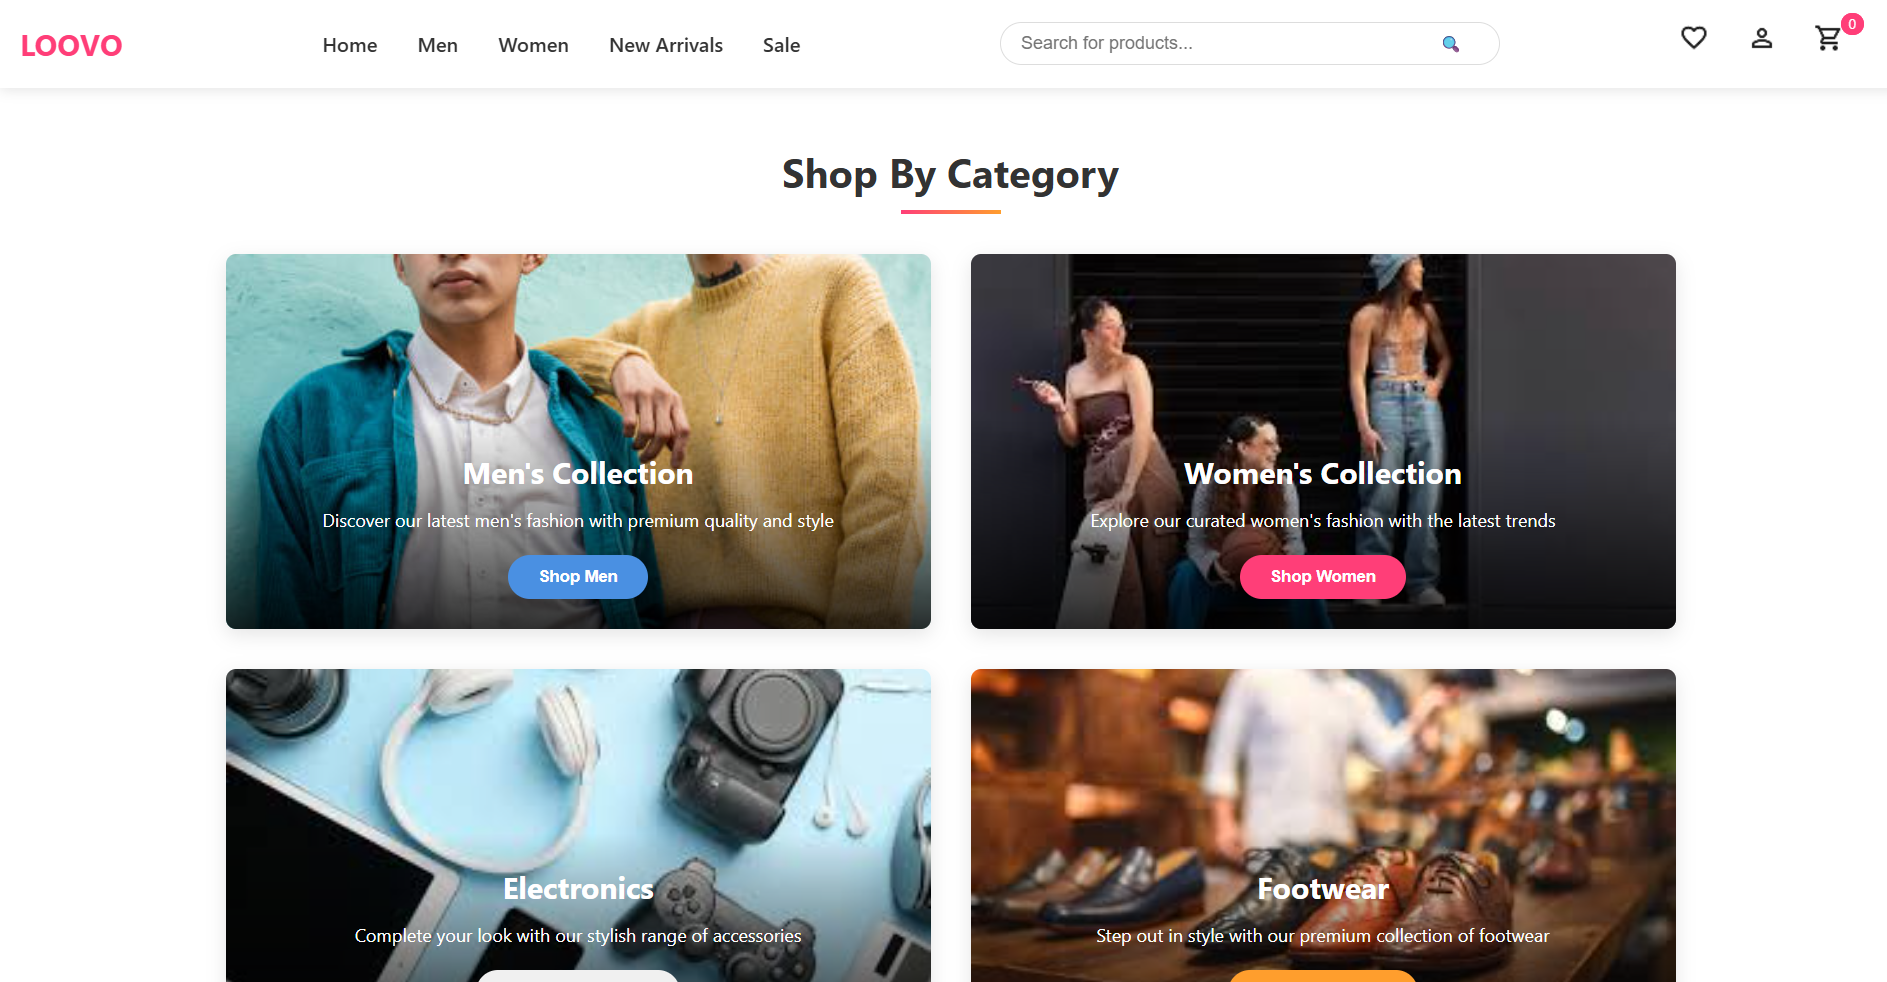 LOOVO
Home
Men
Women
New Arrivals
Sale
Search for products...
0
Shop By Category
Men's Collection
Discover our latest men's fashion with premium quality and style
Shop Men
Women's Collection
Explore our curated women's fashion with the latest trends
Shop Women
Electronics
Complete your look with our stylish range of accessories
Footwear
Step out in style with our premium collection of footwear